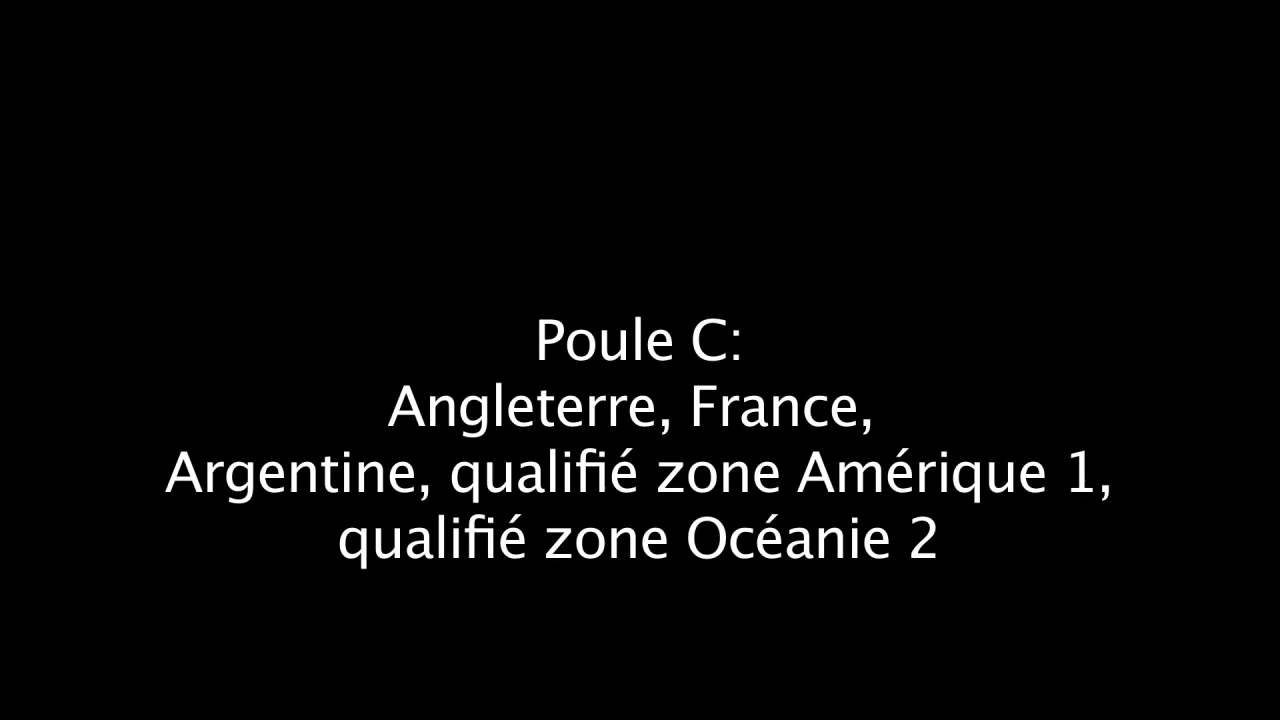 Poule C:
Angleterre, France,
Argentine, qualifié zone Amérique 1,
qualifié zone Océanie 2